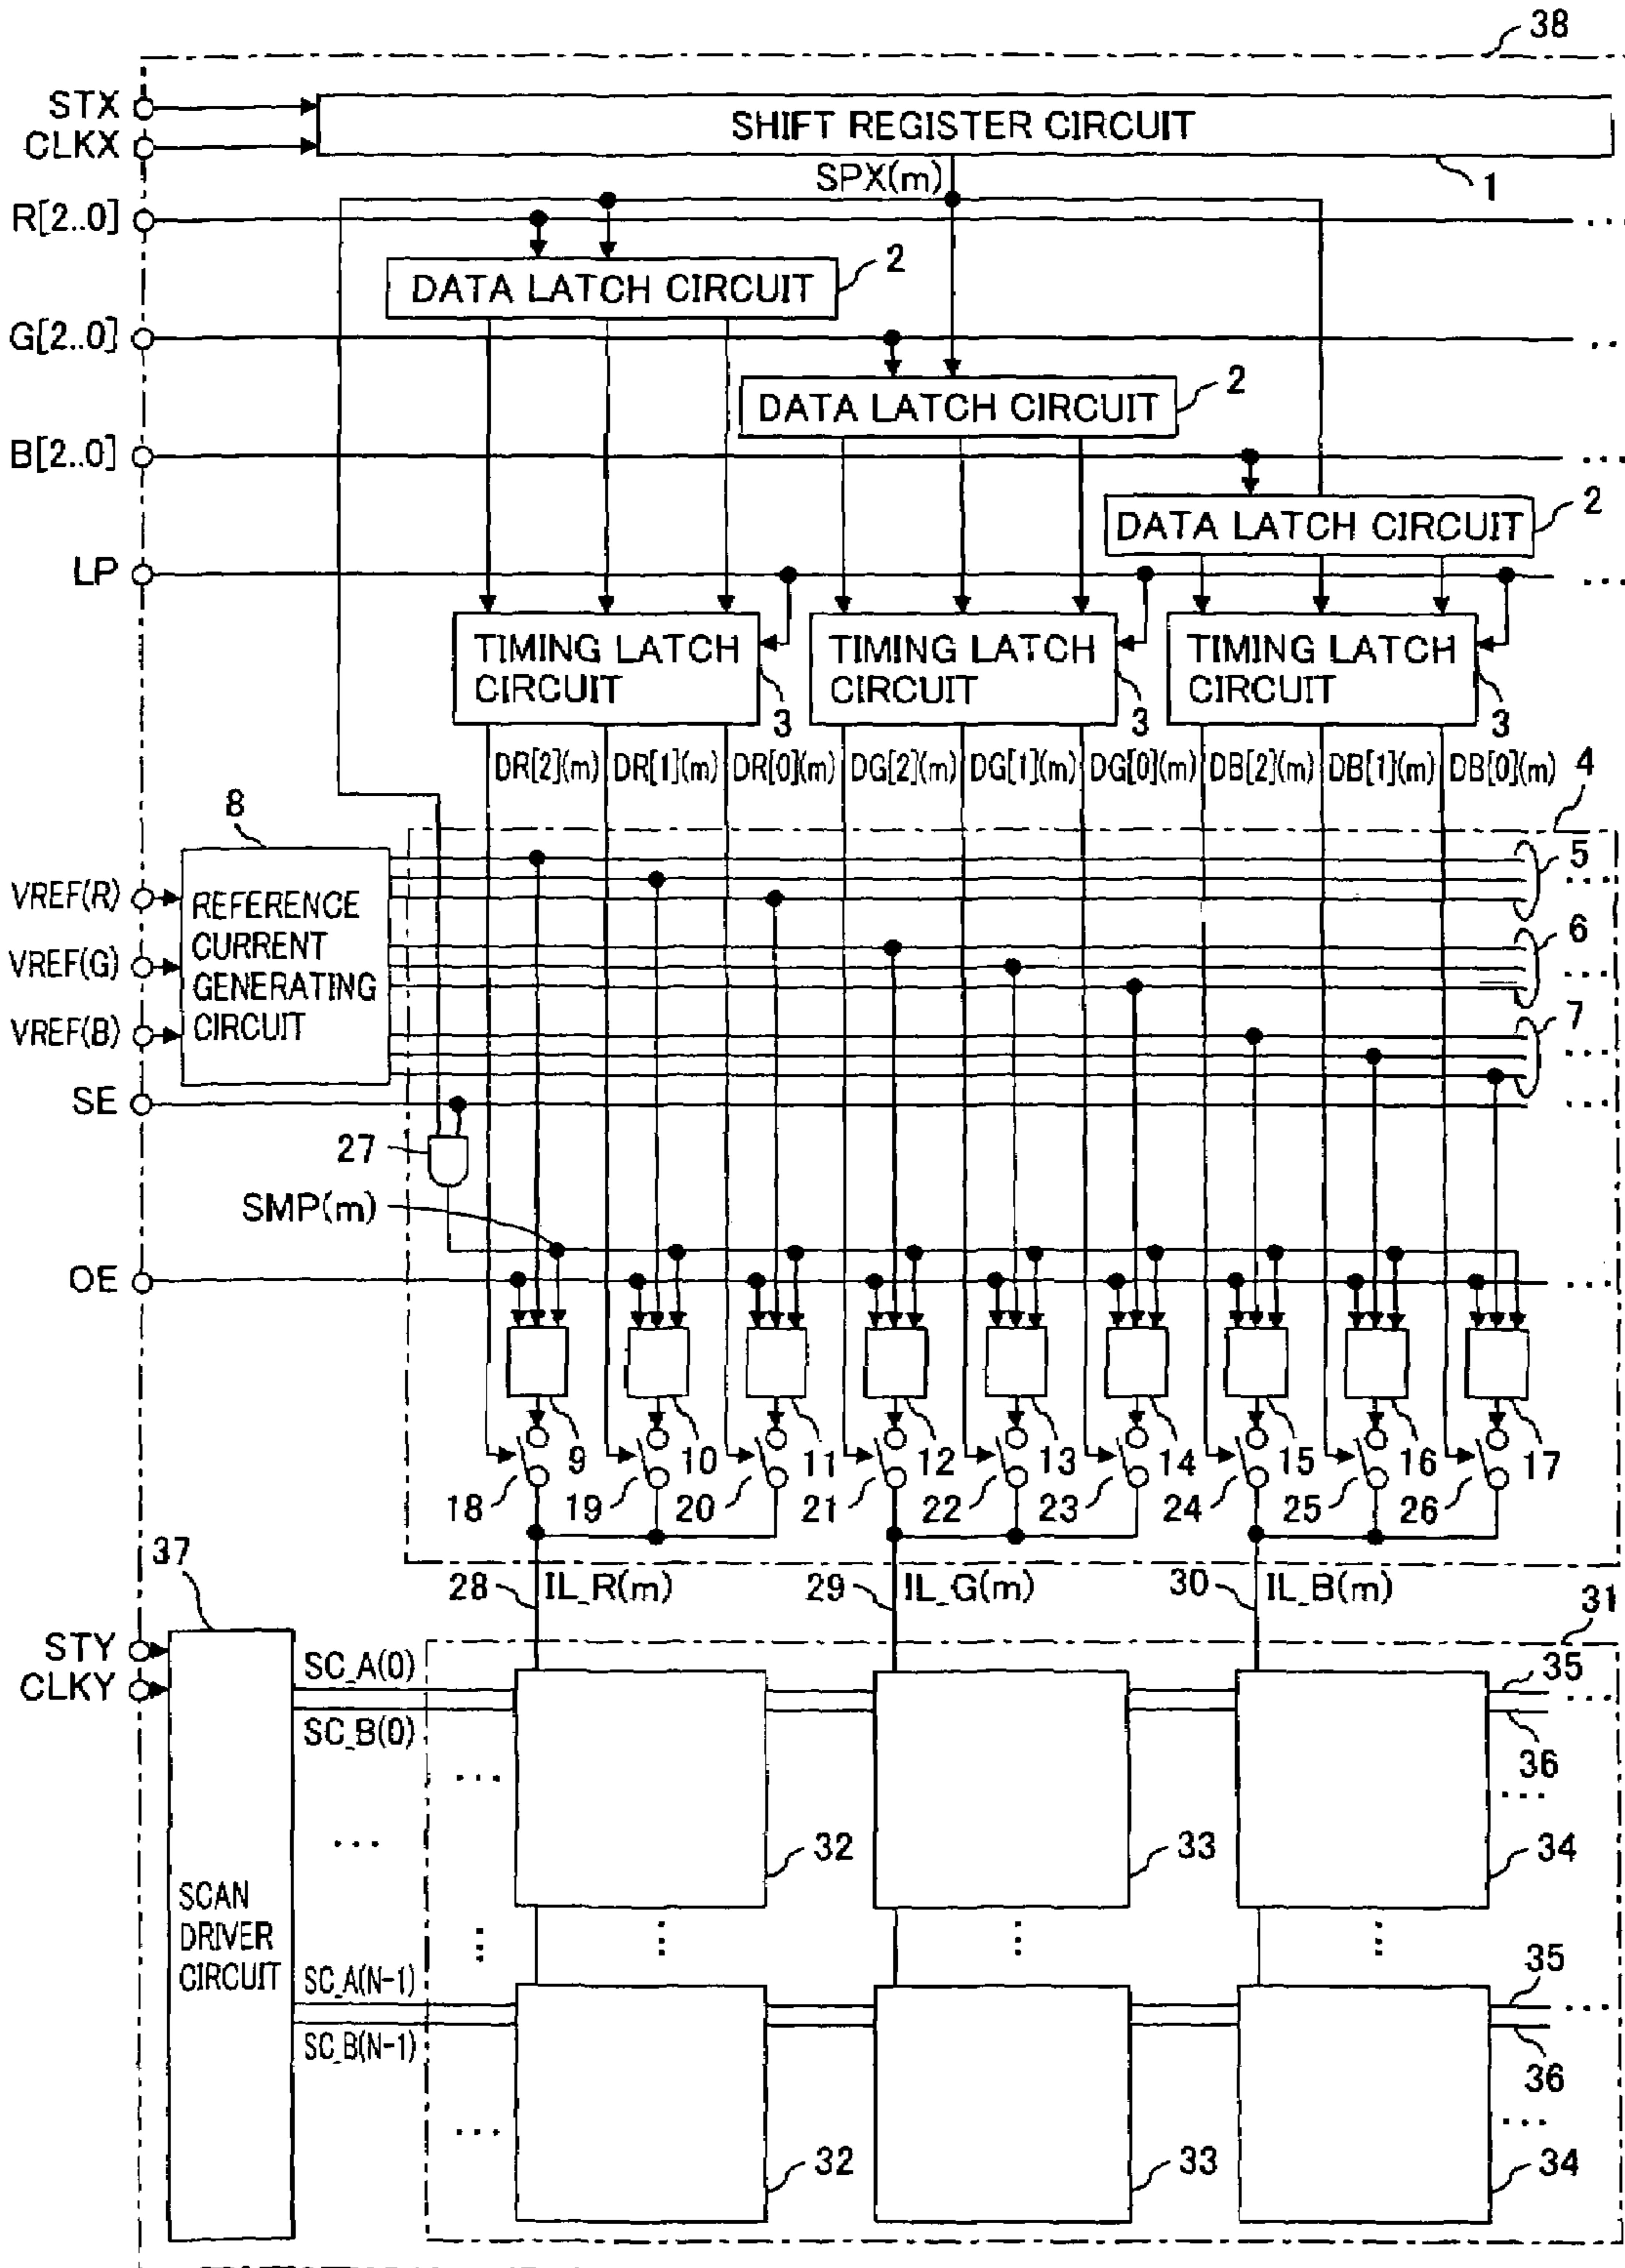 38
STX
CLKX
SHIFT REGISTER CIRCUIT
SPX(m)
1
R[2..0]
...
DATA LATCH CIRCUIT
2
G[2..0]
...
DATA LATCH CIRCUIT
2
B[2..0]
...
DATA LATCH CIRCUIT
2
LP
...
TIMING LATCH CIRCUIT
3
TIMING LATCH CIRCUIT
3
TIMING LATCH CIRCUIT
3
DR[2](m) DR[1](m) DR[0](m) DG[2](m) DG[1](m) DG[0](m) DB[2](m) DB[1](m) DB[0](m)
4
8
5
...
VREF(R)
REFERENCE
CURRENT
GENERATING
CIRCUIT
6
VREF(G)
...
7
VREF(B)
...
SE
...
27
SMP(m)
OE
...
9 10 11 12 13 14 15 16 17
18 19 20 21 22 23 24 25 26
37
28 IL_R(m) 29 IL_G(m) 30 IL_B(m)
31
STY
CLKY
SC_A(0)
SC_B(0)
35
...
36
...
...
...
32 33 34
SCAN
DRIVER
CIRCUIT
SC_A(N-1)
SC_B(N-1)
35
...
36
...
...
32 33 34